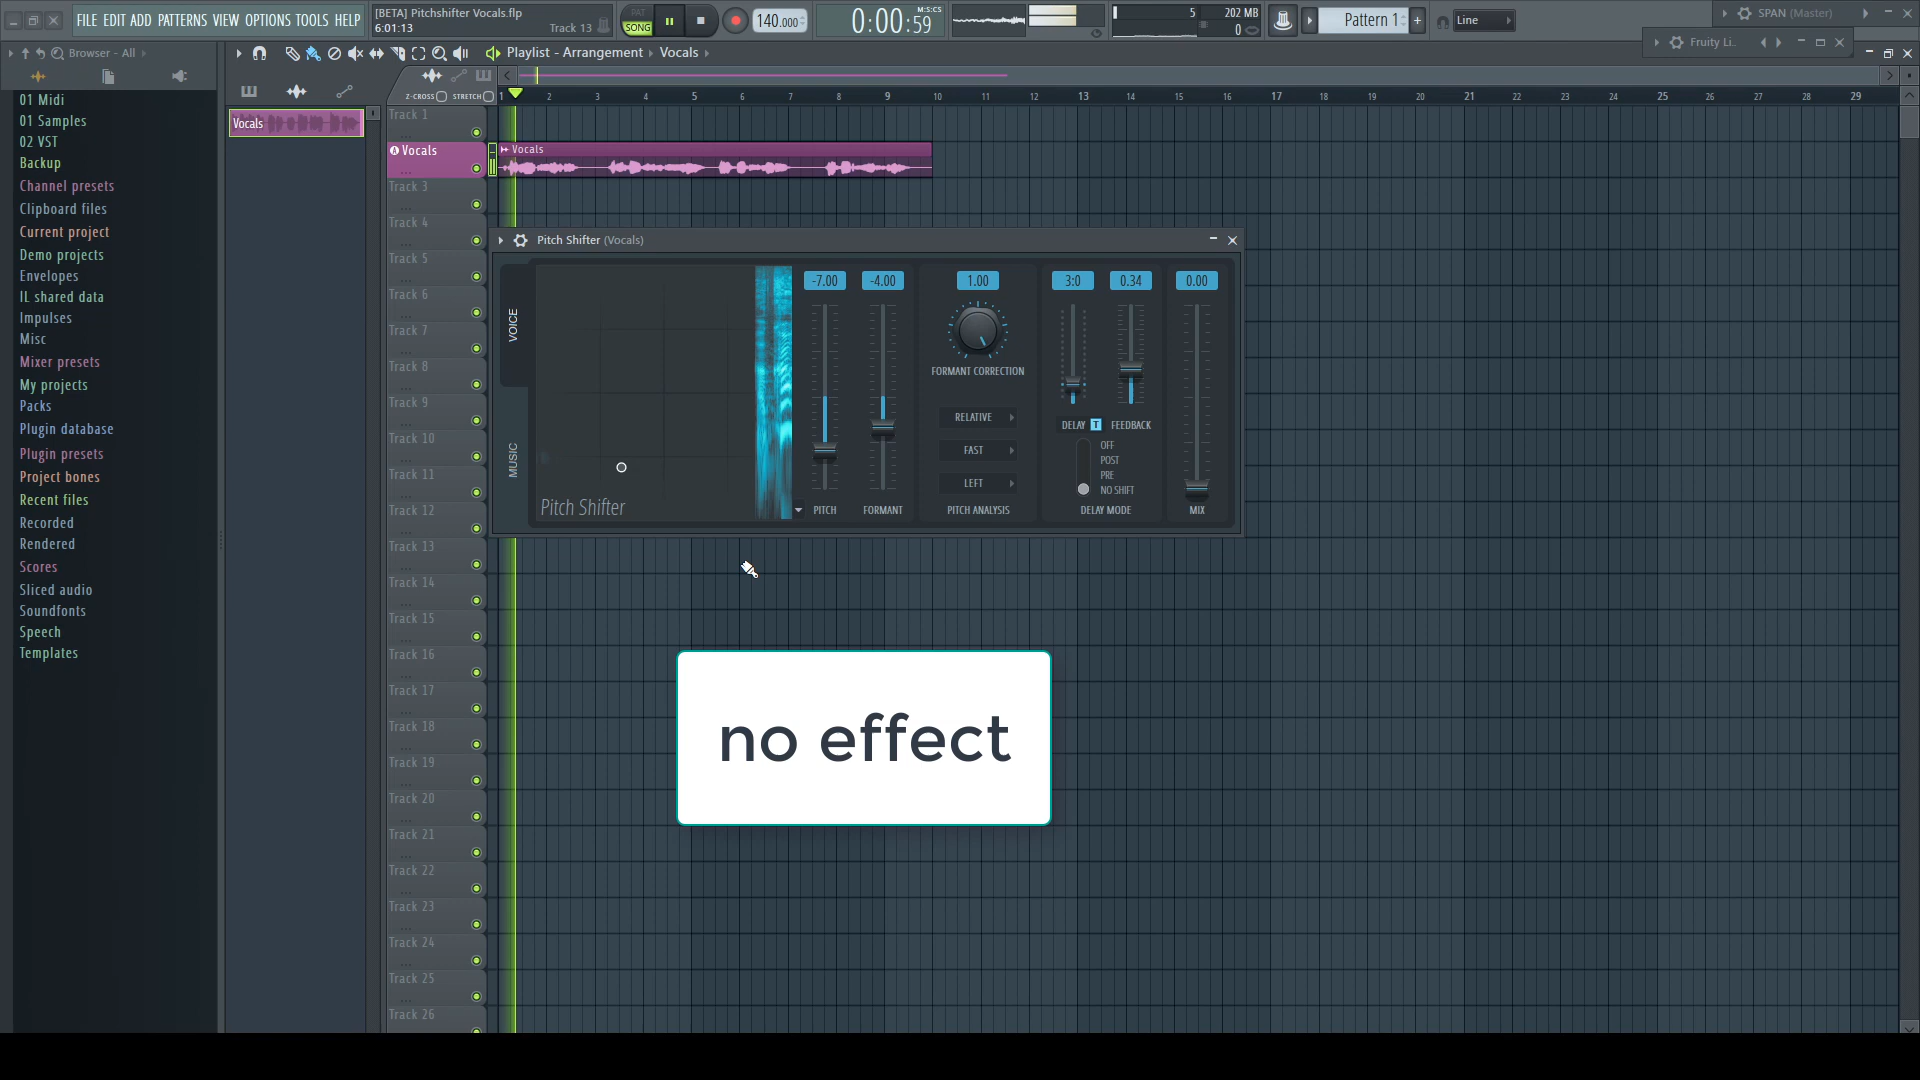 FILE EDIT ADD PATTERNS VIEW OPTIONS TOOLS HELP
[BETA] Pitchshifter Vocals.flp
6:01:13
Track 13
PAT
SONG
140.000
0:00:59
M:S:CS
5
202 MB
0
Pattern 1
+
Line
SPAN (Master)
Fruity Li..
Browser - All
Playlist - Arrangement
Vocals
Z-CROSS
STRETCH
1 2 3 4 5 6 7 8 9 10 11 12 13 14 15 16 17 18 19 20 21 22 23 24 25 26 27 28 29
01 Midi
01 Samples
02 VST
Backup
Channel presets
Clipboard files
Current project
Demo projects
Envelopes
IL shared data
Impulses
Misc
Mixer presets
My projects
Packs
Plugin database
Plugin presets
Project bones
Recent files
Recorded
Rendered
Scores
Sliced audio
Soundfonts
Speech
Templates
Vocals
Track 1
Vocals
Vocals
Track 3
Track 4
Track 5
Track 6
Track 7
Track 8
Track 9
Track 10
Track 11
Track 12
Track 13
Track 14
Track 15
Track 16
Track 17
Track 18
Track 19
Track 20
Track 21
Track 22
Track 23
Track 24
Track 25
Track 26
Pitch Shifter (Vocals)
VOICE
MUSIC
Pitch Shifter
-7.00
-4.00
1.00
3:0
0.34
0.00
FORMANT CORRECTION
RELATIVE
FAST
LEFT
DELAY T FEEDBACK
OFF
POST
PRE
NO SHIFT
PITCH
FORMANT
PITCH ANALYSIS
DELAY MODE
MIX
no effect